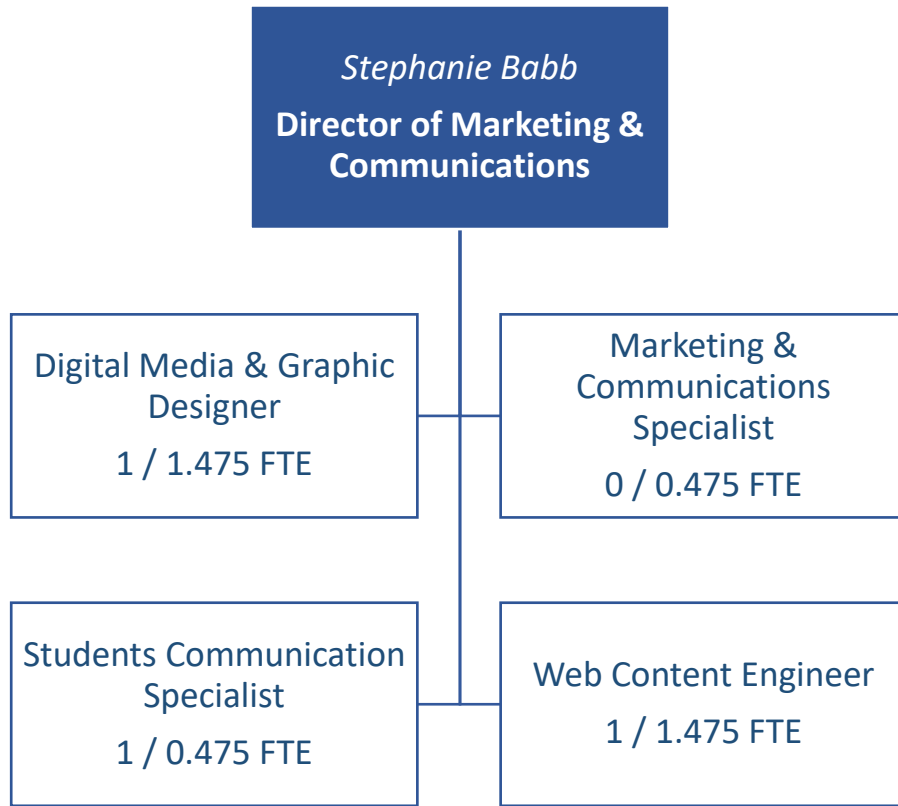 Stephanie Babb
Director of Marketing &
Communications
Digital Media & Graphic
Designer
1 / 1.475 FTE
Marketing &
Communications
Specialist
0 / 0.475 FTE
Students Communication
Specialist
1 / 0.475 FTE
Web Content Engineer
1 / 1.475 FTE